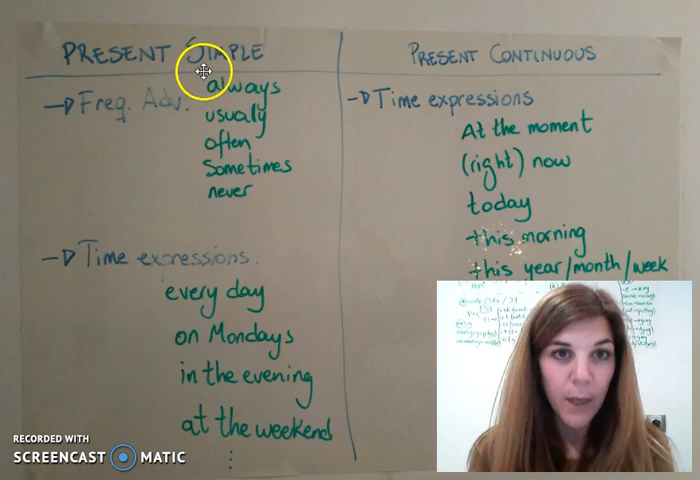 PRESENT SIMPLE
→ Freq. Adv.
always
usualy
often
Sometimes
never
→ Time expressions.
every day
on Mondays
in the evening
at the weekend
⋮
PRESENT CONTINUOUS
→ Time expressions
At the moment
(right) now
today
this morning
this year/month/week
RECORDED WITH
SCREENCAST MATIC